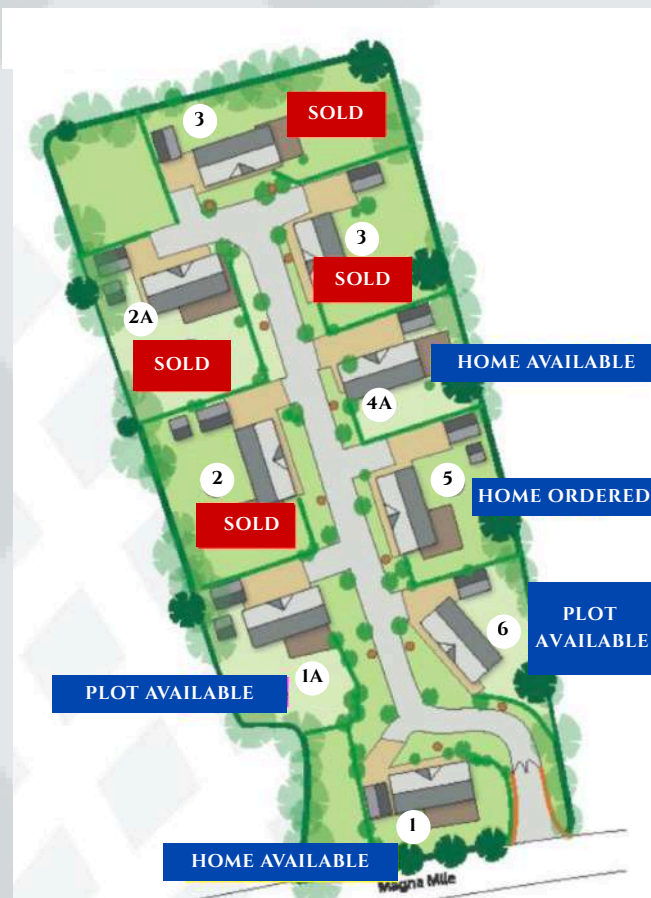 3
SOLD
3
SOLD
2A
SOLD
HOME AVAILABLE
4A
2
SOLD
5
HOME ORDERED
6
PLOT
AVAILABLE
1A
PLOT AVAILABLE
1
HOME AVAILABLE
Magna Mile